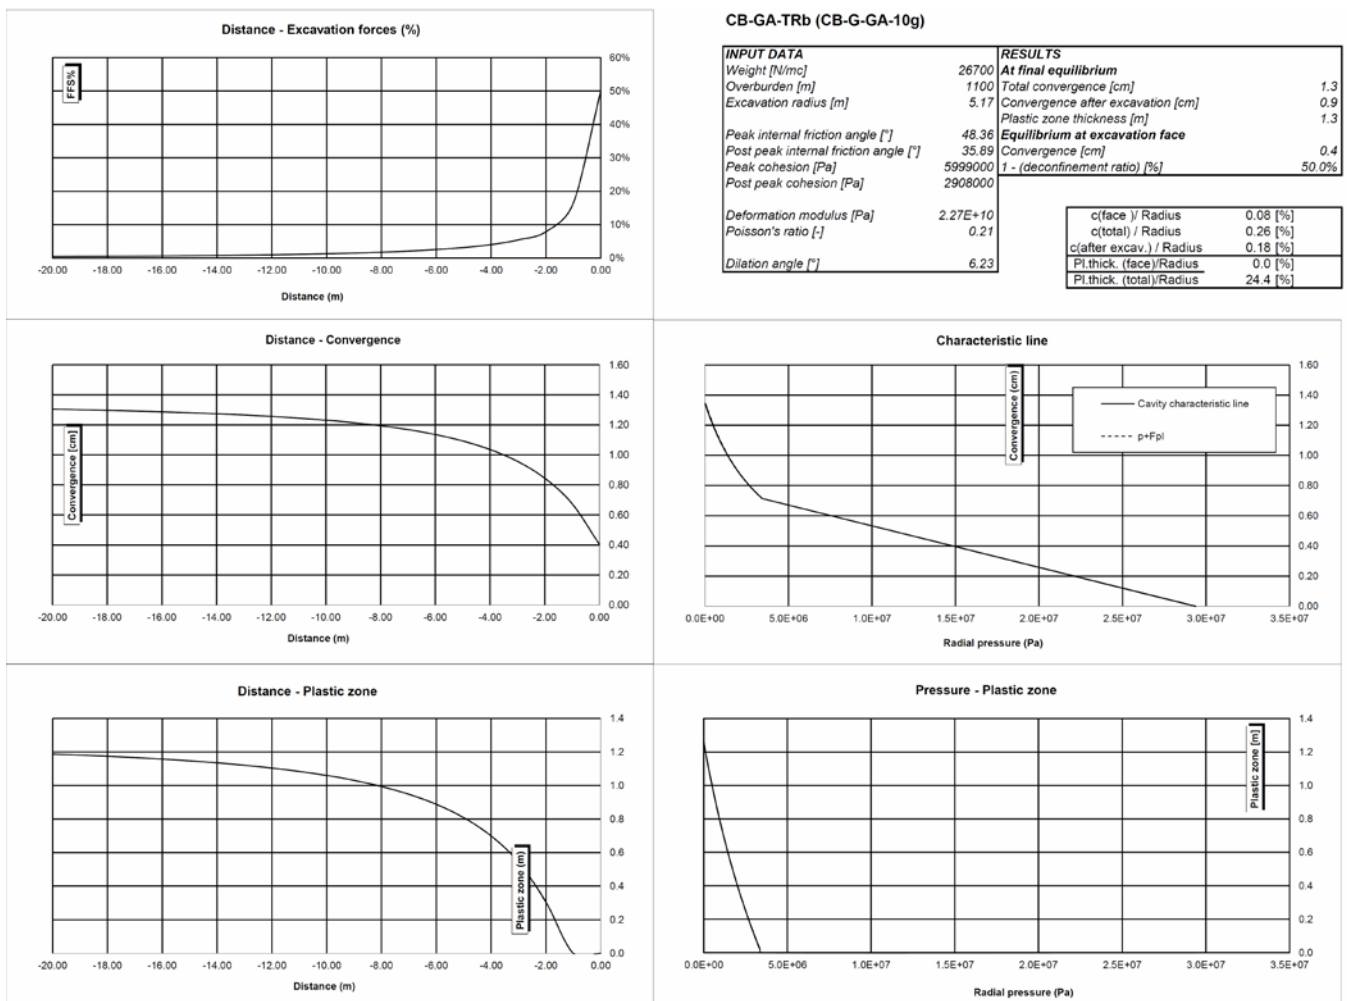 CB-GA-TRb (CB-G-GA-10g)
Distance - Excavation forces (%)
FFS%
60%
50%
40%
30%
20%
10%
0%
-20.00 -18.00 -16.00 -14.00 -12.00 -10.00 -8.00 -6.00 -4.00 -2.00 0.00
Distance (m)
INPUT DATA RESULTS
Weight [N/mc] 26700 At final equilibrium
Overburden [m] 1100 Total convergence [cm] 1.3
Excavation radius [m] 5.17 Convergence after excavation [cm] 0.9
Plastic zone thickness [m] 1.3
Peak internal friction angle [°] 48.36 Equilibrium at excavation face
Post peak internal friction angle [°] 35.89 Convergence [cm] 0.4
Peak cohesion [Pa] 5999000 1 - (deconfinement ratio) [%] 50.0%
Post peak cohesion [Pa] 2908000
Deformation modulus [Pa] 2.27E+10
Poisson's ratio [-] 0.21
Dilation angle [°] 6.23
c(face )/ Radius 0.08 [%]
c(total) / Radius 0.26 [%]
c(after excav.) / Radius 0.18 [%]
Pl.thick. (face)/Radius 0.0 [%]
Pl.thick. (total)/Radius 24.4 [%]
Distance - Convergence
Convergence [cm]
1.60
1.40
1.20
1.00
0.80
0.60
0.40
0.20
0.00
-20.00 -18.00 -16.00 -14.00 -12.00 -10.00 -8.00 -6.00 -4.00 -2.00 0.00
Distance (m)
Characteristic line
Convergence (cm)
Cavity characteristic line
p+Fpl
1.60
1.40
1.20
1.00
0.80
0.60
0.40
0.20
0.00
0.0E+00 5.0E+06 1.0E+07 1.5E+07 2.0E+07 2.5E+07 3.0E+07 3.5E+07
Radial pressure (Pa)
Distance - Plastic zone
Plastic zone (m)
1.4
1.2
1.0
0.8
0.6
0.4
0.2
0.0
-20.00 -18.00 -16.00 -14.00 -12.00 -10.00 -8.00 -6.00 -4.00 -2.00 0.00
Distance (m)
Pressure - Plastic zone
Plastic zone [m]
1.4
1.2
1.0
0.8
0.6
0.4
0.2
0.0
0.0E+00 5.0E+06 1.0E+07 1.5E+07 2.0E+07 2.5E+07 3.0E+07 3.5E+07
Radial pressure (Pa)